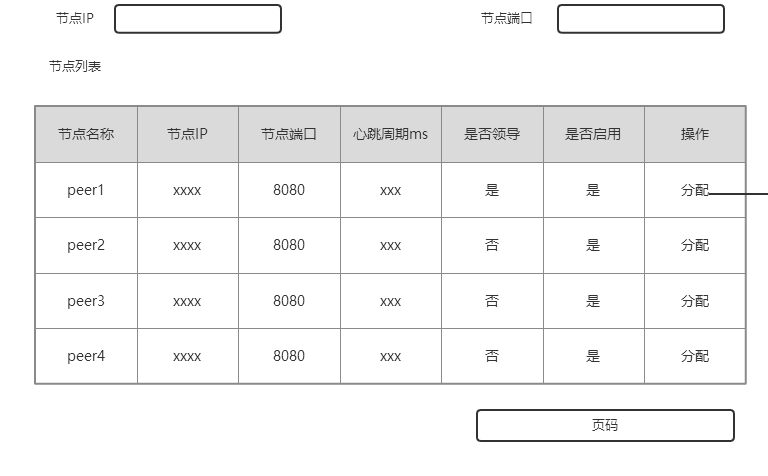 节点IP 节点端口
节点列表
节点名称 节点IP 节点端口 心跳周期ms 是否领导 是否启用 操作
peer1 xxxx 8080 xxx 是 是 分配
peer2 xxxx 8080 xxx 否 是 分配
peer3 xxxx 8080 xxx 否 是 分配
peer4 xxxx 8080 xxx 否 是 分配
页码